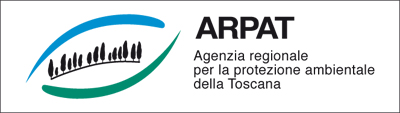 ARPAT
Agenzia regionale
per la protezione ambientale
della Toscana